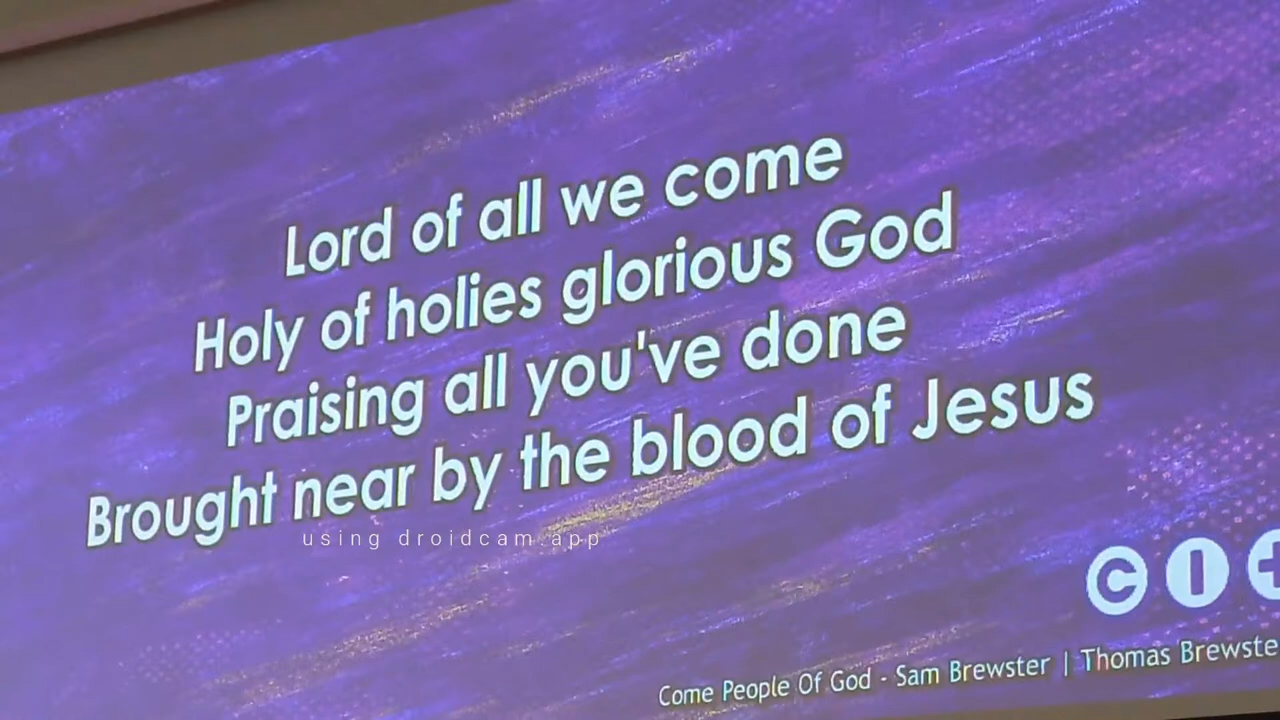 Lord of all we come
Holy of holies glorious God
Praising all you've done
Brought near by the blood of Jesus
using droidcam.app
C I +
Come People Of God - Sam Brewster | Thomas Brewste